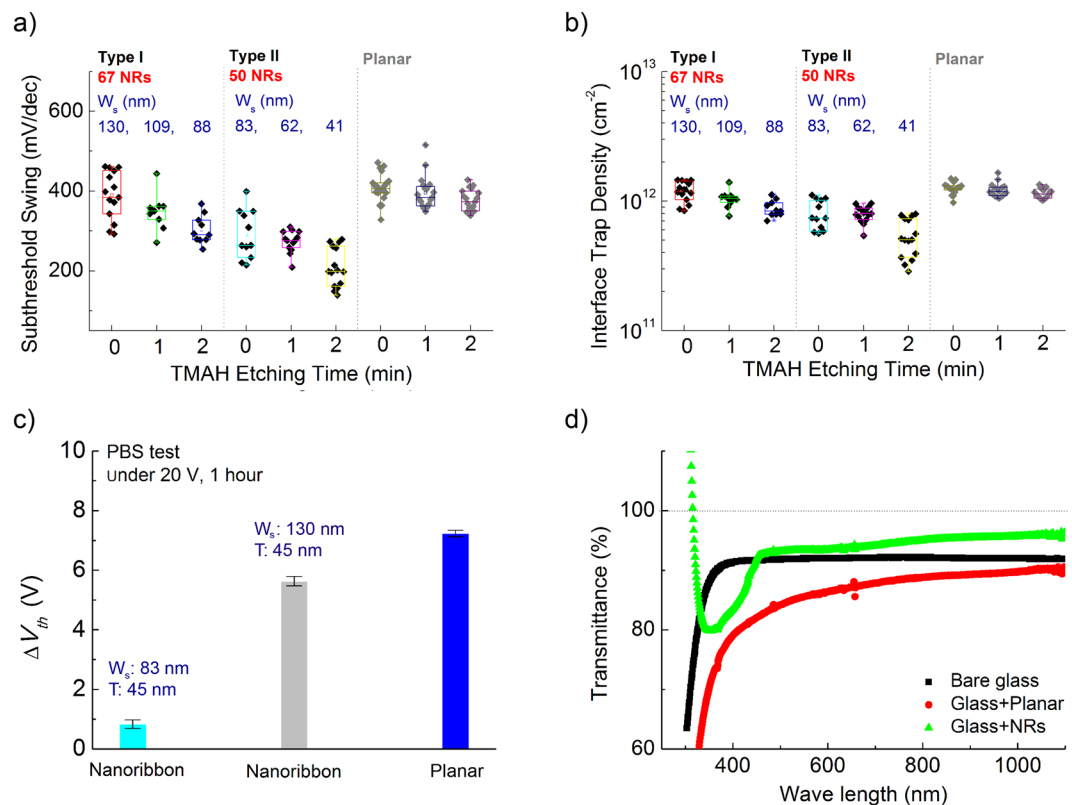 a)
Type I
67 NRs
Type II
50 NRs
Planar
Ws (nm)
130, 109, 88
Ws (nm)
83, 62, 41
600
400
200
Subthreshold Swing (mV/dec)
0 1 2 0 1 2 0 1 2
TMAH Etching Time (min)
b)
Type I
67 NRs
Type II
50 NRs
Planar
Ws (nm)
130, 109, 88
Ws (nm)
83, 62, 41
10^13
10^12
10^11
Interface Trap Density (cm^-2)
0 1 2 0 1 2 0 1 2
TMAH Etching Time (min)
c)
PBS test
under 20 V, 1 hour
Ws: 83 nm
T: 45 nm
Ws: 130 nm
T: 45 nm
10
8
6
4
2
0
Δ Vth (V)
Nanoribbon Nanoribbon Planar
d)
100
80
60
Transmittance (%)
Bare glass
Glass+Planar
Glass+NRs
400 600 800 1000
Wave length (nm)